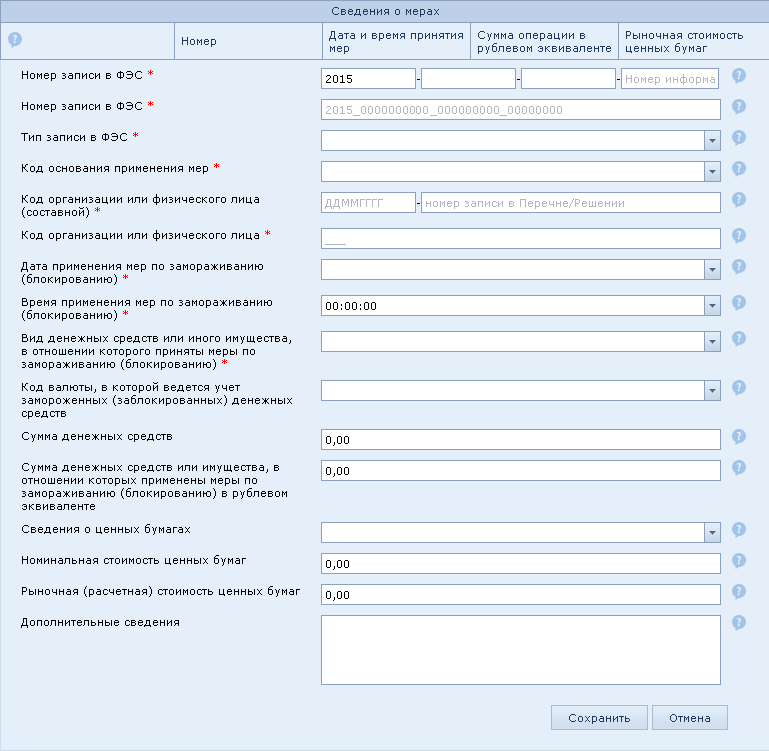 Сведения о мерах
Номер
Дата и время принятия
мер
Сумма операции в
рублевом эквиваленте
Рыночная стоимость
ценных бумаг
Номер записи в ФЭС * 2015 - - - Номер информа
Номер записи в ФЭС * 2015_0000000000_000000000_00000000
Тип записи в ФЭС *
Код основания применения мер *
Код организации или физического лица
(составной) * ДДММГГГГ - номер записи в Перечне/Решении
Код организации или физического лица * ___
Дата применения мер по замораживанию
(блокированию) *
Время применения мер по замораживанию
(блокированию) * 00:00:00
Вид денежных средств или иного имущества,
в отношении которого приняты меры по
замораживанию (блокированию) *
Код валюты, в которой ведется учет
замороженных (заблокированных) денежных
средств
Сумма денежных средств 0,00
Сумма денежных средств или имущества, в
отношении которых применены меры по
замораживанию (блокированию) в рублевом
эквиваленте 0,00
Сведения о ценных бумагах
Номинальная стоимость ценных бумаг 0,00
Рыночная (расчетная) стоимость ценных бумаг 0,00
Дополнительные сведения
Сохранить Отмена